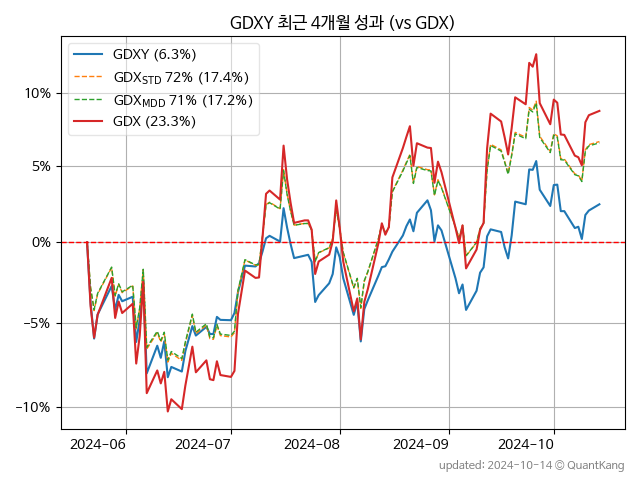 GDXY 최근 4개월 성과 (vs GDX)
GDXY (6.3%)
GDX_STD 72% (17.4%)
GDX_MDD 71% (17.2%)
GDX (23.3%)
10%
5%
0%
−5%
−10%
2024-06 2024-07 2024-08 2024-09 2024-10
updated: 2024-10-14 © QuantKang